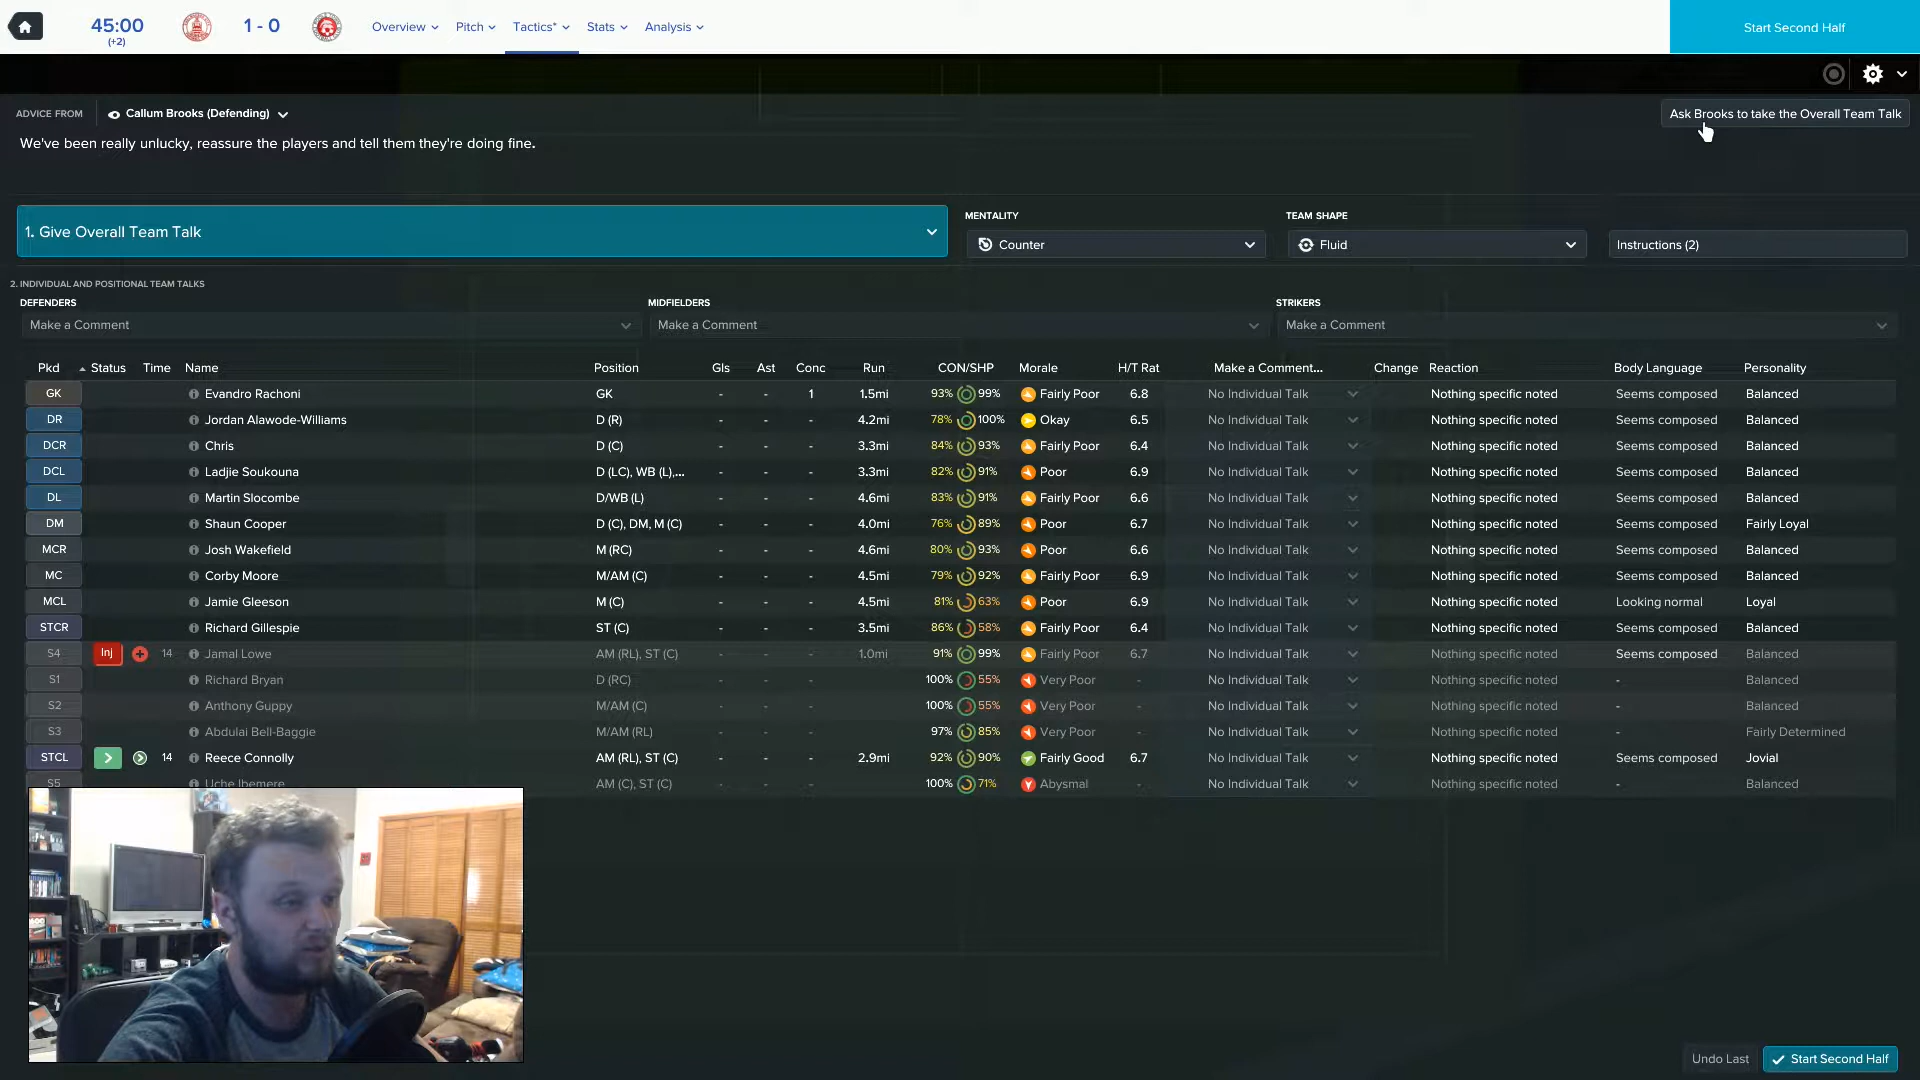 45:00
(+2)
1 - 0
Overview
Pitch
Tactics*
Stats
Analysis
Start Second Half
ADVICE FROM
Callum Brooks (Defending)
Ask Brooks to take the Overall Team Talk
We've been really unlucky, reassure the players and tell them they're doing fine.
1. Give Overall Team Talk
MENTALITY
Counter
TEAM SHAPE
Fluid
Instructions (2)
2. INDIVIDUAL AND POSITIONAL TEAM TALKS
DEFENDERS
MIDFIELDERS
STRIKERS
Make a Comment
Make a Comment
Make a Comment
Pkd Status Time Name Position Gls Ast Conc Run CON/SHP Morale H/T Rat Make a Comment... Change Reaction Body Language Personality
GK Evandro Rachoni GK - - 1 1.5mi 93% 99% Fairly Poor 6.8 No Individual Talk Nothing specific noted Seems composed Balanced
DR Jordan Alawode-Williams D (R) - - - 4.2mi 78% 100% Okay 6.5 No Individual Talk Nothing specific noted Seems composed Balanced
DCR Chris D (C) - - - 3.3mi 84% 93% Fairly Poor 6.4 No Individual Talk Nothing specific noted Seems composed Balanced
DCL Ladjie Soukouna D (LC), WB (L),... - - - 3.3mi 82% 91% Poor 6.9 No Individual Talk Nothing specific noted Seems composed Balanced
DL Martin Slocombe D/WB (L) - - - 4.6mi 83% 91% Fairly Poor 6.6 No Individual Talk Nothing specific noted Seems composed Balanced
DM Shaun Cooper D (C), DM, M (C) - - - 4.0mi 76% 89% Poor 6.7 No Individual Talk Nothing specific noted Seems composed Fairly Loyal
MCR Josh Wakefield M (RC) - - - 4.6mi 80% 93% Poor 6.6 No Individual Talk Nothing specific noted Seems composed Balanced
MC Corby Moore M/AM (C) - - - 4.5mi 79% 92% Fairly Poor 6.9 No Individual Talk Nothing specific noted Seems composed Balanced
MCL Jamie Gleeson M (C) - - - 4.5mi 81% 63% Poor 6.9 No Individual Talk Nothing specific noted Looking normal Loyal
STCR Richard Gillespie ST (C) - - - 3.5mi 86% 58% Fairly Poor 6.4 No Individual Talk Nothing specific noted Seems composed Balanced
S4 Inj 14 Jamal Lowe AM (RL), ST (C) - - - 1.0mi 91% 99% Fairly Poor 6.7 No Individual Talk Nothing specific noted Seems composed Balanced
S1 Richard Bryan D (RC) - - - 100% 55% Very Poor - No Individual Talk Nothing specific noted - Balanced
S2 Anthony Guppy M/AM (C) - - - 100% 55% Very Poor - No Individual Talk Nothing specific noted - Balanced
S3 Abdulai Bell-Baggie M/AM (RL) - - - 97% 85% Very Poor - No Individual Talk Nothing specific noted - Fairly Determined
STCL 14 Reece Connolly AM (RL), ST (C) - - - 2.9mi 92% 90% Fairly Good 6.7 No Individual Talk Nothing specific noted Seems composed Jovial
S5 Uche Ibemere AM (C), ST (C) - - - 100% 71% Abysmal - No Individual Talk Nothing specific noted - Balanced
Undo Last
Start Second Half